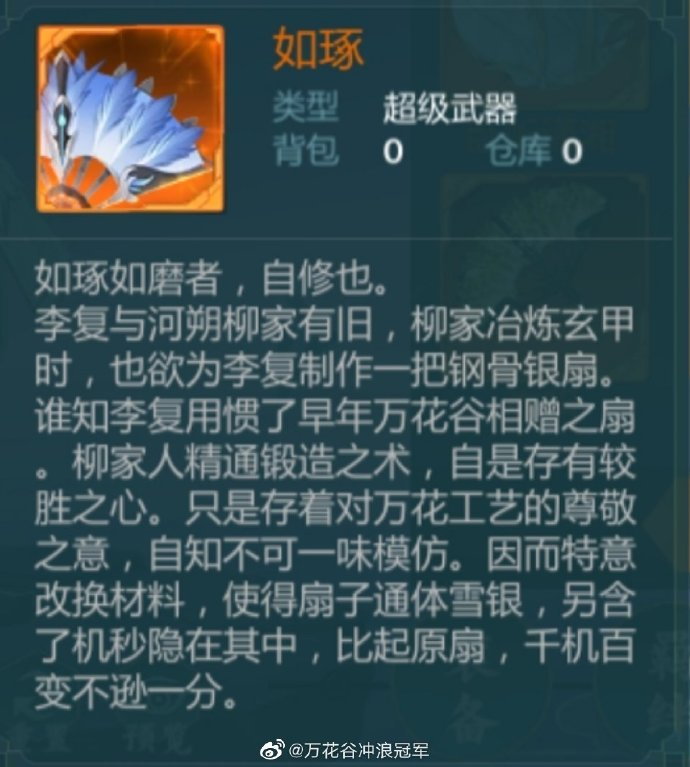 如琢
类型 超级武器
背包 0 仓库 0
如琢如磨者，自修也。
李复与河朔柳家有旧，柳家冶炼玄甲
时，也欲为李复制作一把钢骨银扇。
谁知李复用惯了早年万花谷相赠之扇
。柳家人精通锻造之术，自是存有较
胜之心。只是存着对万花工艺的尊敬
之意，自知不可一味模仿。因而特意
改换材料，使得扇子通体雪银，另含
了机秒隐在其中，比起原扇，千机百
变不逊一分。
预览
装备
@万花谷冲浪冠军